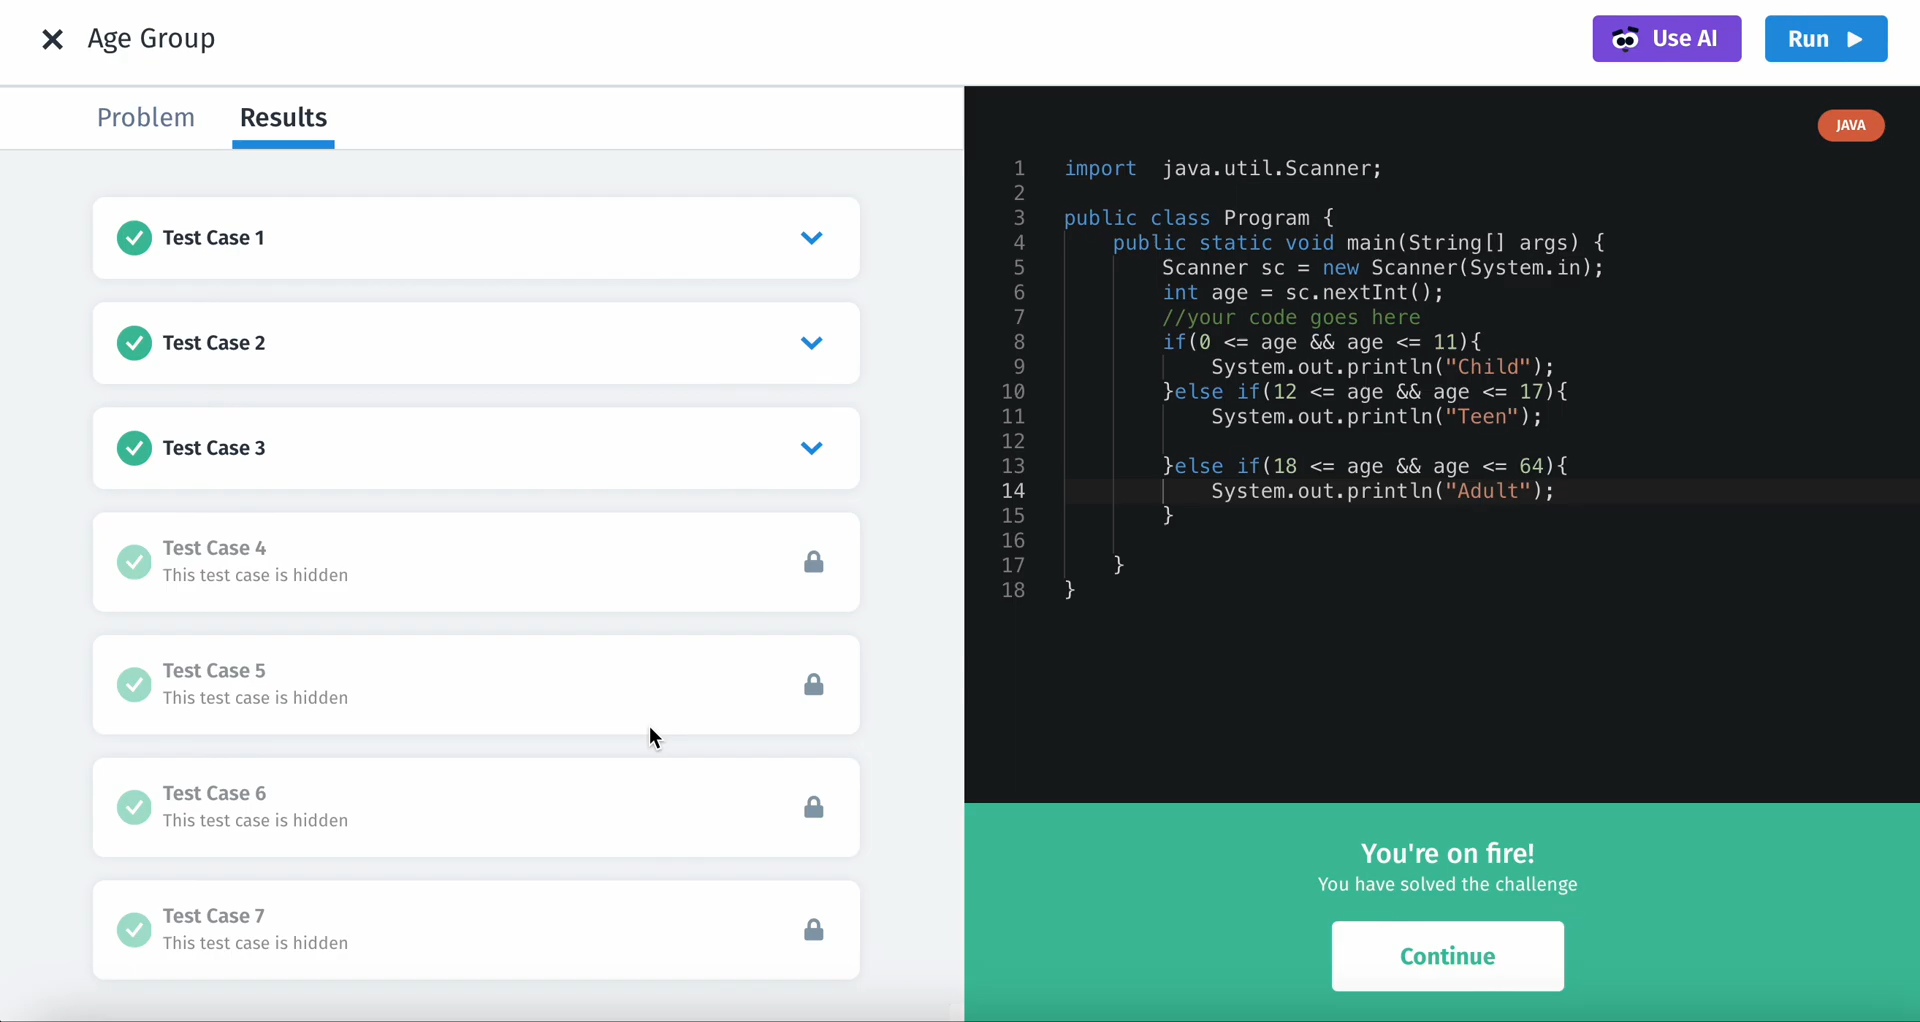 Age Group
Use AI
Run
Problem
Results
Test Case 1
Test Case 2
Test Case 3
Test Case 4
This test case is hidden
Test Case 5
This test case is hidden
Test Case 6
This test case is hidden
Test Case 7
This test case is hidden
JAVA
1 import  java.util.Scanner;
2
3 public class Program {
4     public static void main(String[] args) {
5         Scanner sc = new Scanner(System.in);
6         int age = sc.nextInt();
7         //your code goes here
8         if(0 <= age && age <= 11){
9             System.out.println("Child");
10         }else if(12 <= age && age <= 17){
11             System.out.println("Teen");
12
13         }else if(18 <= age && age <= 64){
14             System.out.println("Adult");
15         }
16
17     }
18 }
You're on fire!
You have solved the challenge
Continue